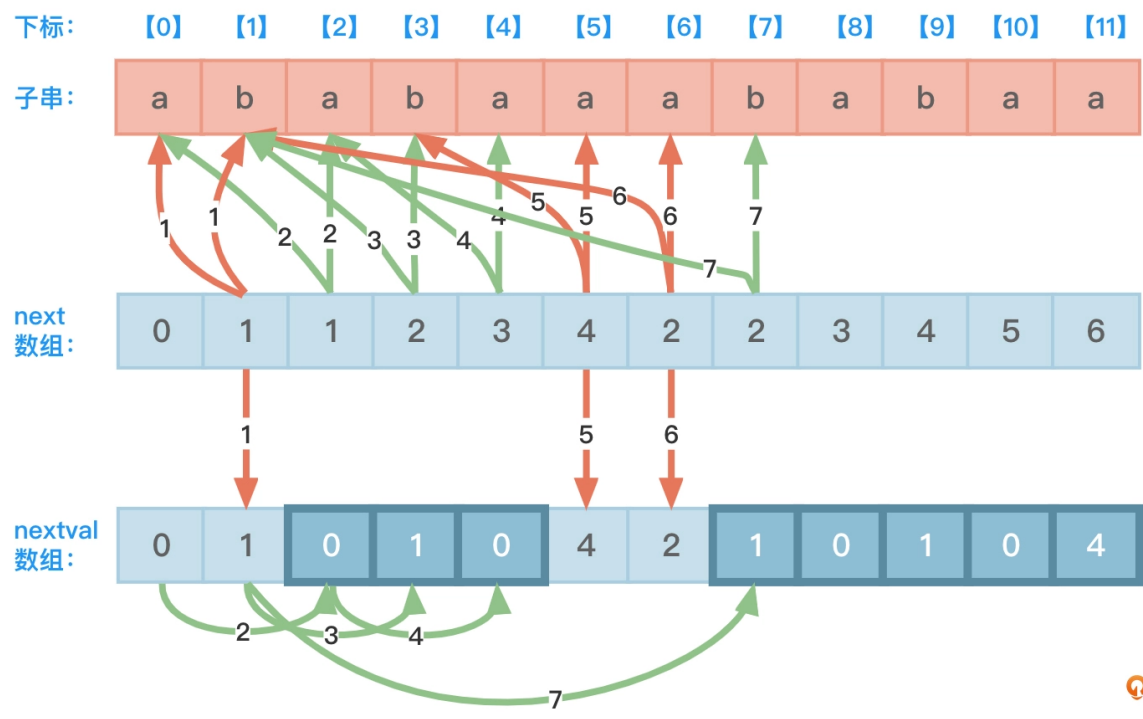 下标： 【0】 【1】 【2】 【3】 【4】 【5】 【6】 【7】 【8】 【9】 【10】 【11】
子串： a b a b a a a b a b a a
1 1 2 2 3 3 4 4 5 5 6 6 7 7
next
数组： 0 1 1 2 3 4 2 2 3 4 5 6
1 5 6
nextval
数组： 0 1 0 1 0 4 2 1 0 1 0 4
2 3 4
7